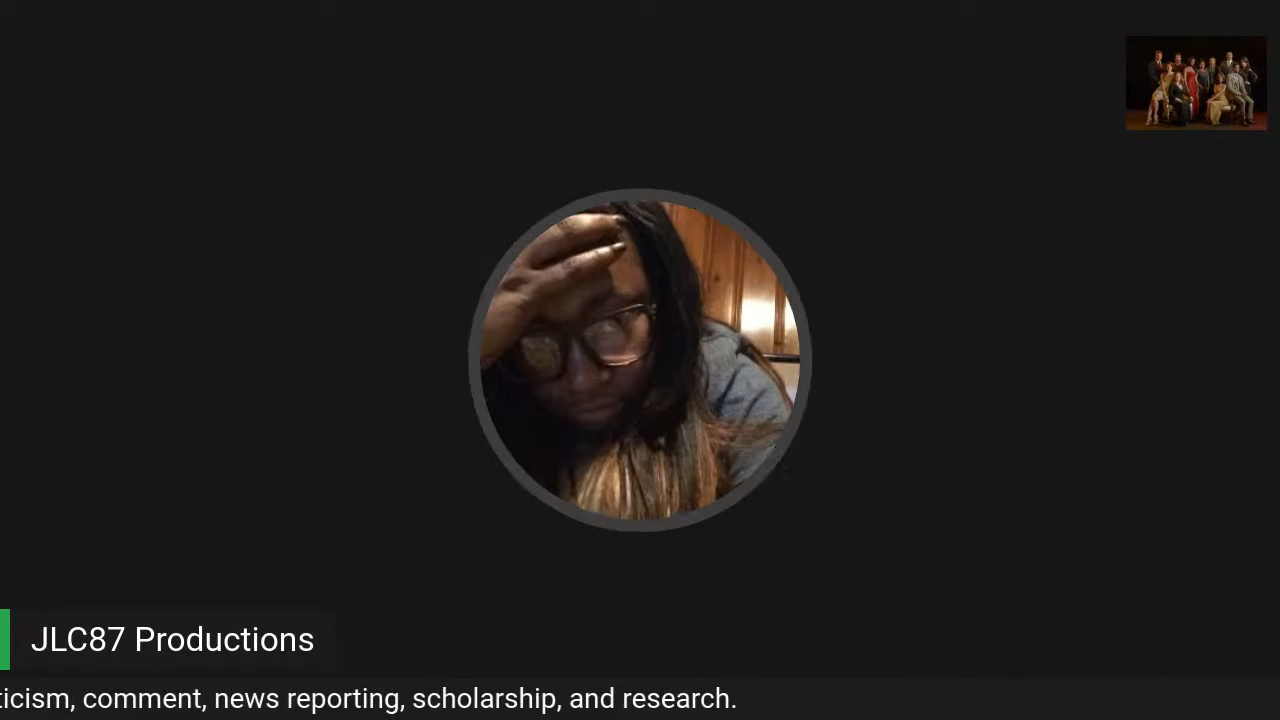 JLC87 Productions
ticism, comment, news reporting, scholarship, and research.